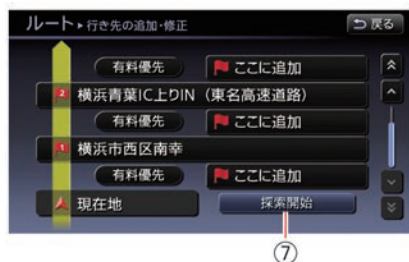 ルート▸行き先の追加・修正 戻る
有料優先 ここに追加
2 横浜青葉IC上りIN（東名高速道路）
有料優先 ここに追加
1 横浜市西区南幸
有料優先 ここに追加
現在地 探索開始
⑦